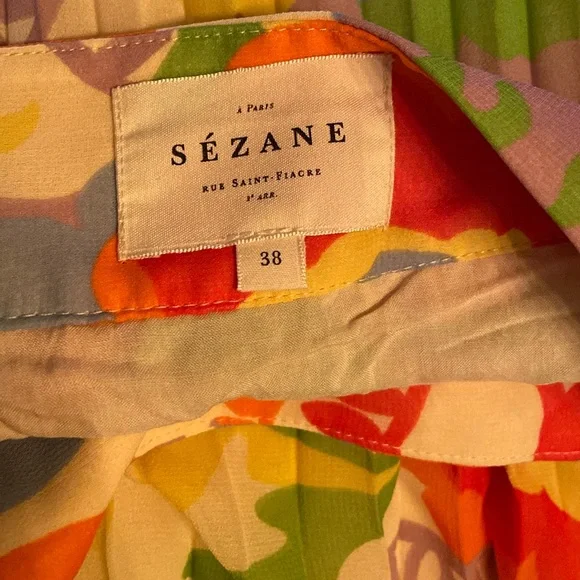 À PARIS
SÉZANE
RUE SAINT-FIACRE
2ᵉ ARR.
38